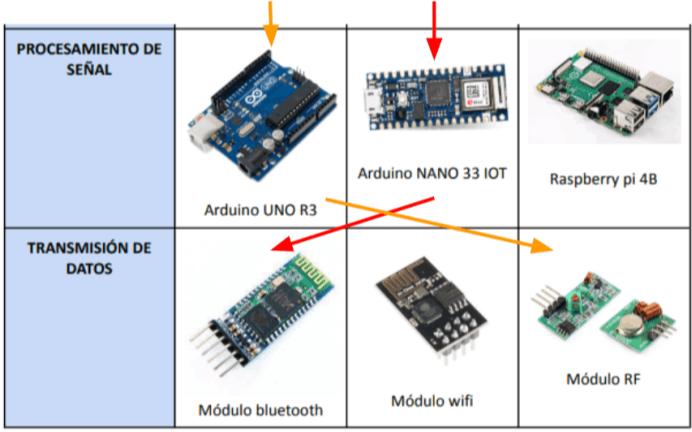 PROCESAMIENTO DE
SEÑAL
UNO
Arduino UNO R3
Arduino NANO 33 IOT
Raspberry pi 4B
TRANSMISIÓN DE
DATOS
Módulo bluetooth
Módulo wifi
Módulo RF